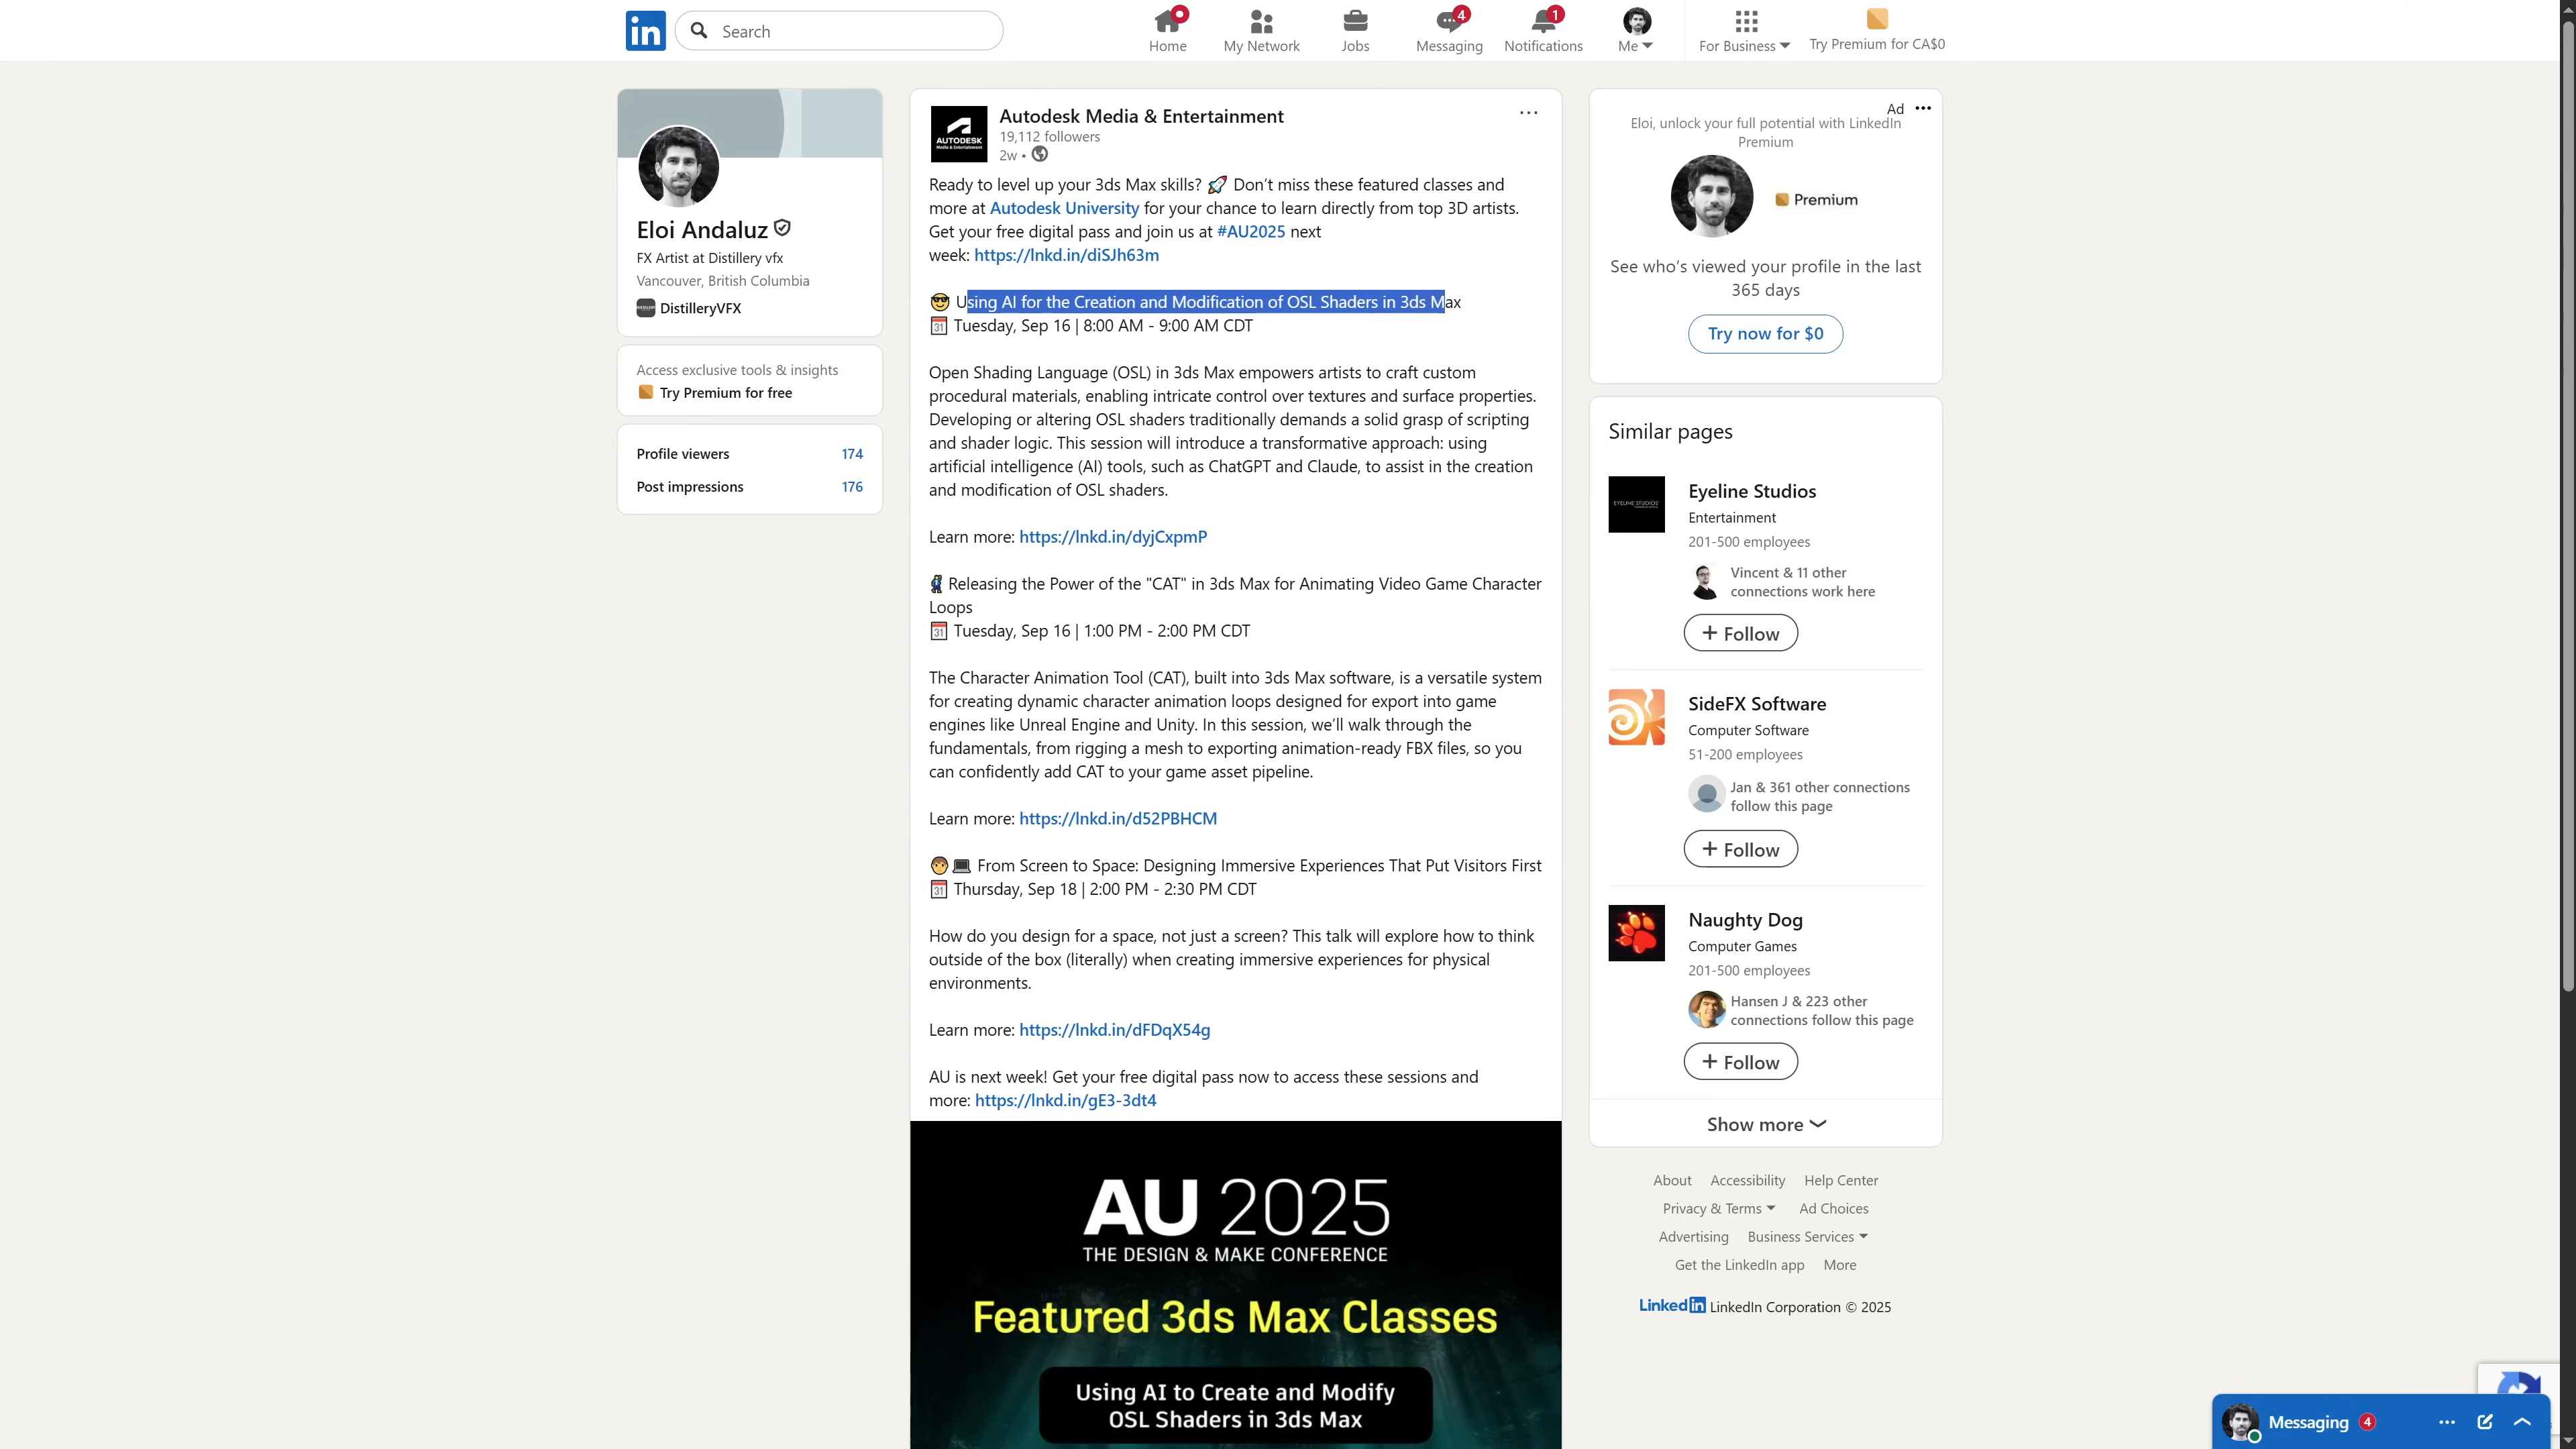 in
Search
Home
My Network
Jobs
4
Messaging
1
Notifications
Me
For Business
Try Premium for CA$0
Eloi Andaluz
FX Artist at Distillery vfx
Vancouver, British Columbia
DistilleryVFX
Access exclusive tools & insights
Try Premium for free
Profile viewers 174
Post impressions 176
AUTODESK
Media & Entertainment
Autodesk Media & Entertainment
19,112 followers
2w •
Ready to level up your 3ds Max skills? 🚀 Don’t miss these featured classes and
more at Autodesk University for your chance to learn directly from top 3D artists.
Get your free digital pass and join us at #AU2025 next
week: https://lnkd.in/diSJh63m
😎 Using AI for the Creation and Modification of OSL Shaders in 3ds Max
📅 Tuesday, Sep 16 | 8:00 AM - 9:00 AM CDT
Open Shading Language (OSL) in 3ds Max empowers artists to craft custom
procedural materials, enabling intricate control over textures and surface properties.
Developing or altering OSL shaders traditionally demands a solid grasp of scripting
and shader logic. This session will introduce a transformative approach: using
artificial intelligence (AI) tools, such as ChatGPT and Claude, to assist in the creation
and modification of OSL shaders.
Learn more: https://lnkd.in/dyjCxpmP
Releasing the Power of the "CAT" in 3ds Max for Animating Video Game Character
Loops
📅 Tuesday, Sep 16 | 1:00 PM - 2:00 PM CDT
The Character Animation Tool (CAT), built into 3ds Max software, is a versatile system
for creating dynamic character animation loops designed for export into game
engines like Unreal Engine and Unity. In this session, we’ll walk through the
fundamentals, from rigging a mesh to exporting animation-ready FBX files, so you
can confidently add CAT to your game asset pipeline.
Learn more: https://lnkd.in/d52PBHCM
From Screen to Space: Designing Immersive Experiences That Put Visitors First
📅 Thursday, Sep 18 | 2:00 PM - 2:30 PM CDT
How do you design for a space, not just a screen? This talk will explore how to think
outside of the box (literally) when creating immersive experiences for physical
environments.
Learn more: https://lnkd.in/dFDqX54g
AU is next week! Get your free digital pass now to access these sessions and
more: https://lnkd.in/gE3-3dt4
AU 2025
THE DESIGN & MAKE CONFERENCE
Featured 3ds Max Classes
Using AI to Create and Modify
OSL Shaders in 3ds Max
Ad
Eloi, unlock your full potential with LinkedIn
Premium
Premium
See who’s viewed your profile in the last
365 days
Try now for $0
Similar pages
EYELINE STUDIOS
Eyeline Studios
Entertainment
201-500 employees
Vincent & 11 other
connections work here
+ Follow
SideFX Software
Computer Software
51-200 employees
Jan & 361 other connections
follow this page
+ Follow
Naughty Dog
Computer Games
201-500 employees
Hansen J & 223 other
connections follow this page
+ Follow
Show more
About Accessibility Help Center
Privacy & Terms Ad Choices
Advertising Business Services
Get the LinkedIn app More
LinkedIn LinkedIn Corporation © 2025
Messaging 4